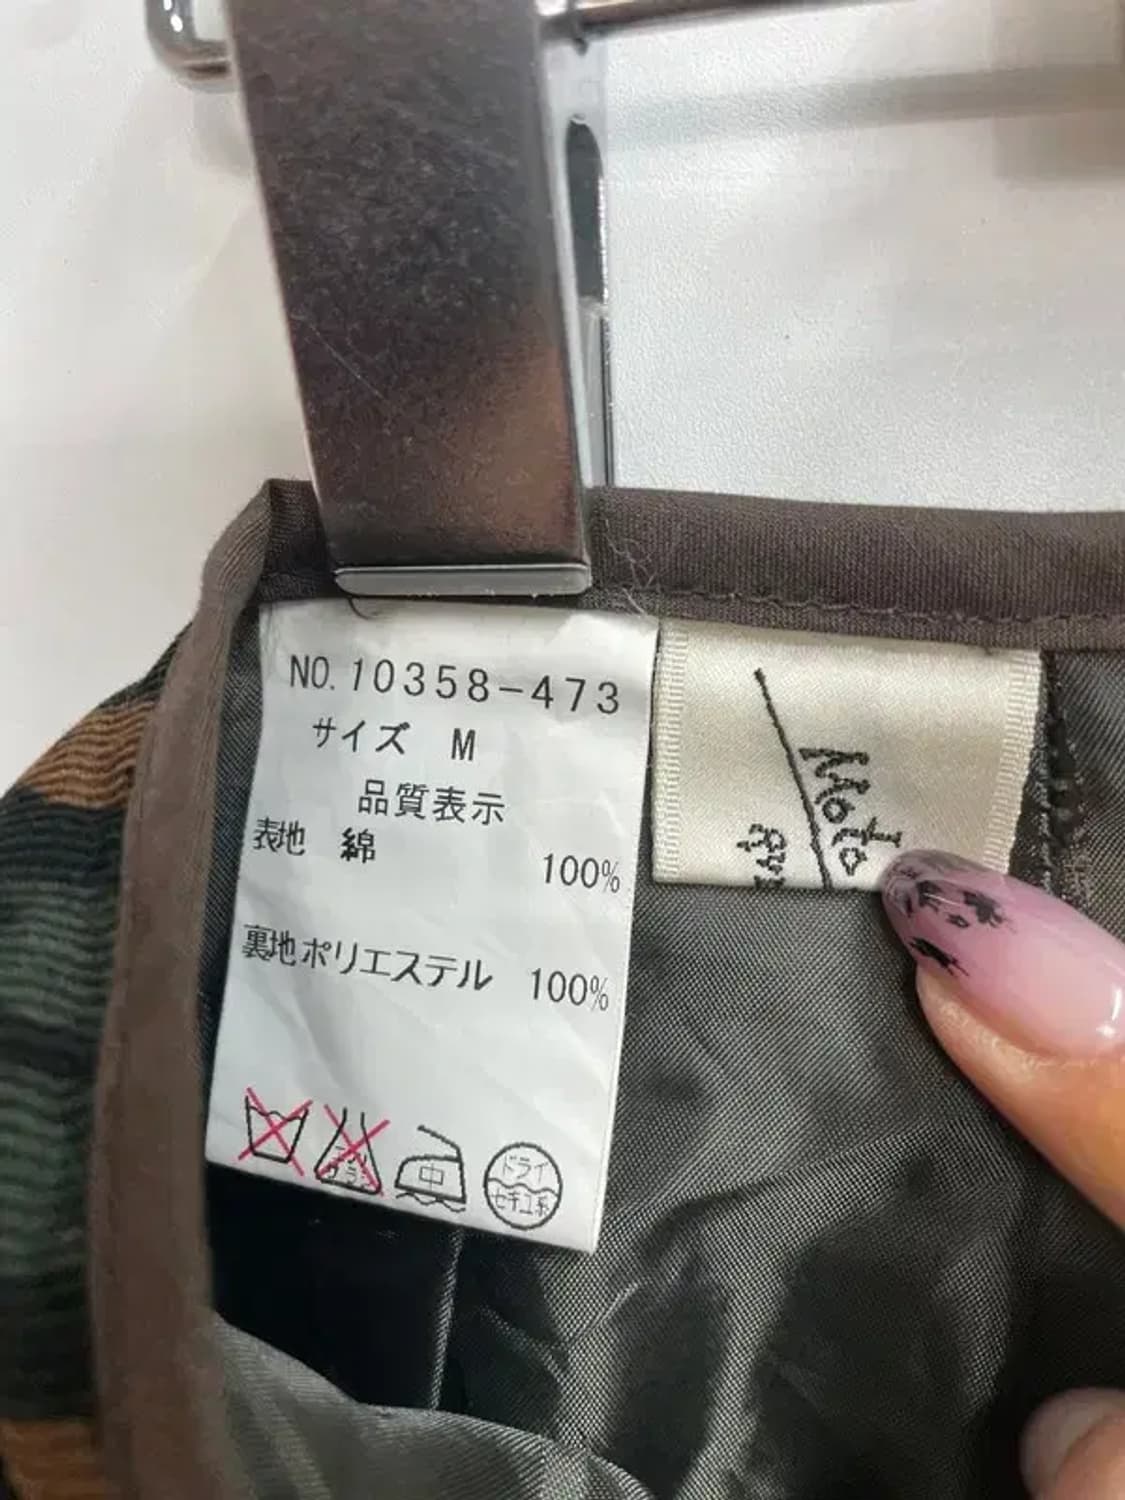 NO.10358-473
サイズ M
品質表示
表地 綿 100%
裏地ポリエステル 100%
中
ドライ
セキユ系
Moto